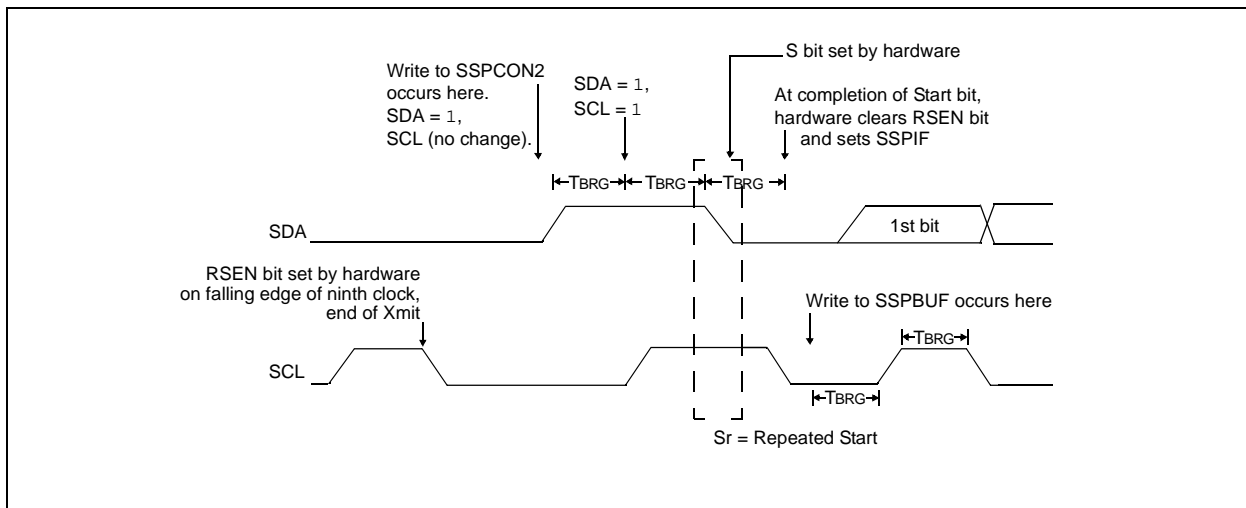 S bit set by hardware
Write to SSPCON2
occurs here.
SDA = 1,
SCL (no change).
SDA = 1,
SCL = 1
At completion of Start bit,
hardware clears RSEN bit
and sets SSPIF
TBRG
TBRG
TBRG
SDA
1st bit
RSEN bit set by hardware
on falling edge of ninth clock,
end of Xmit
Write to SSPBUF occurs here
TBRG
SCL
TBRG
Sr = Repeated Start